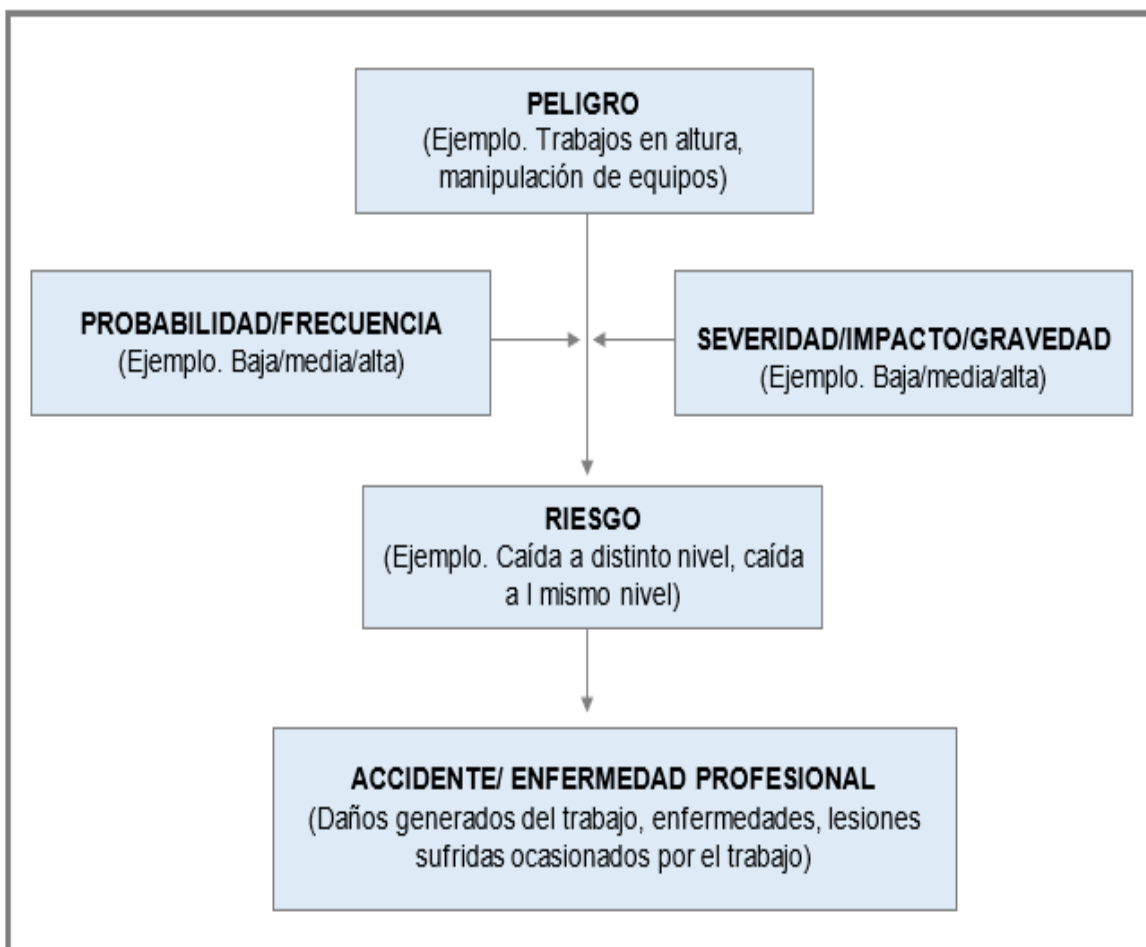 PELIGRO
(Ejemplo. Trabajos en altura,
manipulación de equipos)
PROBABILIDAD/FRECUENCIA
(Ejemplo. Baja/media/alta)
SEVERIDAD/IMPACTO/GRAVEDAD
(Ejemplo. Baja/media/alta)
RIESGO
(Ejemplo. Caída a distinto nivel, caída
a l mismo nivel)
ACCIDENTE/ ENFERMEDAD PROFESIONAL
(Daños generados del trabajo, enfermedades, lesiones
sufridas ocasionados por el trabajo)